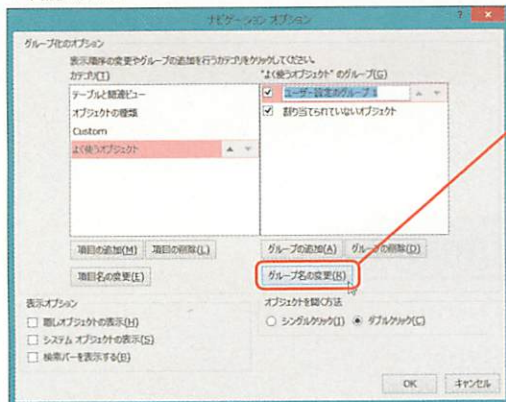 ナビゲーション オプション
グループ化のオプション
表示順序の変更やグループの追加を行うカテゴリをクリックしてください。
カテゴリ(T)
"よく使うオブジェクト" のグループ(G)
テーブルと関連ビュー
オブジェクトの種類
Custom
よく使うオブジェクト
ユーザー設定のグループ 1
割り当てられていないオブジェクト
項目の追加(M) 項目の削除(L)
グループの追加(A) グループの削除(D)
項目名の変更(E)
グループ名の変更(R)
表示オプション
隠しオブジェクトの表示(H)
システム オブジェクトの表示(S)
検索バーを表示する(B)
オブジェクトを開く方法
シングルクリック(I) ダブルクリック(C)
OK キャンセル